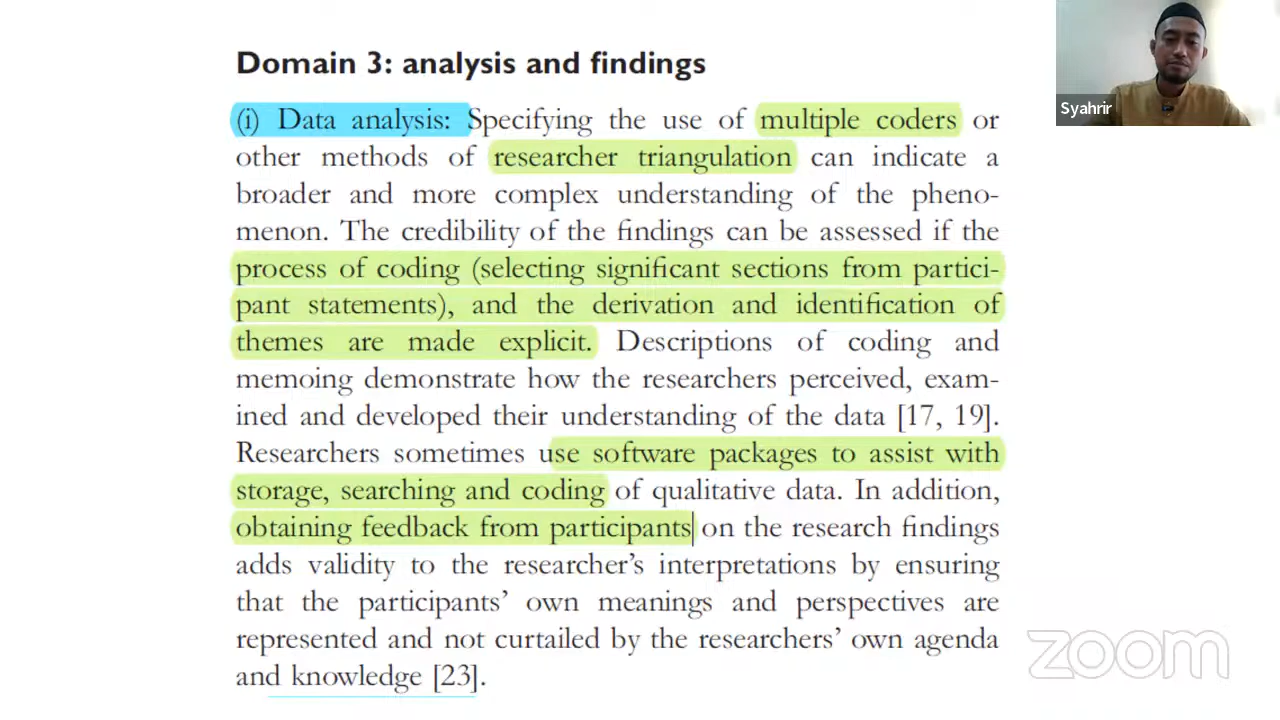 Domain 3: analysis and findings
(i) Data analysis: Specifying the use of multiple coders or
other methods of researcher triangulation can indicate a
broader and more complex understanding of the pheno-
menon. The credibility of the findings can be assessed if the
process of coding (selecting significant sections from partici-
pant statements), and the derivation and identification of
themes are made explicit. Descriptions of coding and
memoing demonstrate how the researchers perceived, exam-
ined and developed their understanding of the data [17, 19].
Researchers sometimes use software packages to assist with
storage, searching and coding of qualitative data. In addition,
obtaining feedback from participants on the research findings
adds validity to the researcher's interpretations by ensuring
that the participants' own meanings and perspectives are
represented and not curtailed by the researchers' own agenda
and knowledge [23].
Syahrir
zoom